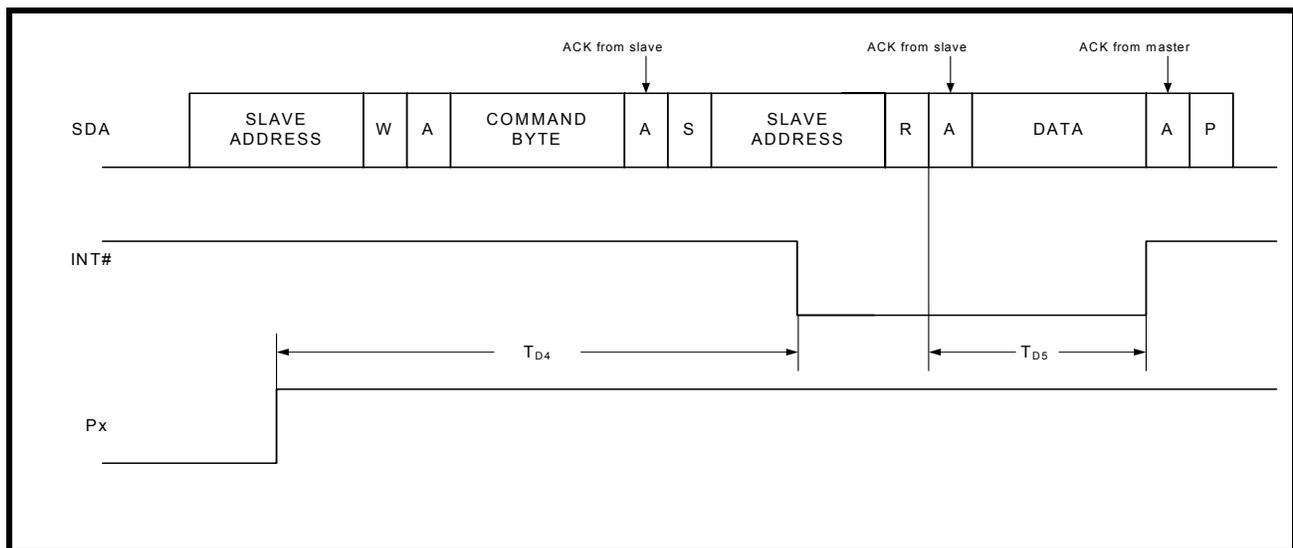 ACK from slave
ACK from slave
ACK from master
SDA
SLAVE
ADDRESS
W
A
COMMAND
BYTE
A
S
SLAVE
ADDRESS
R
A
DATA
A
P
INT#
TD4
TD5
Px